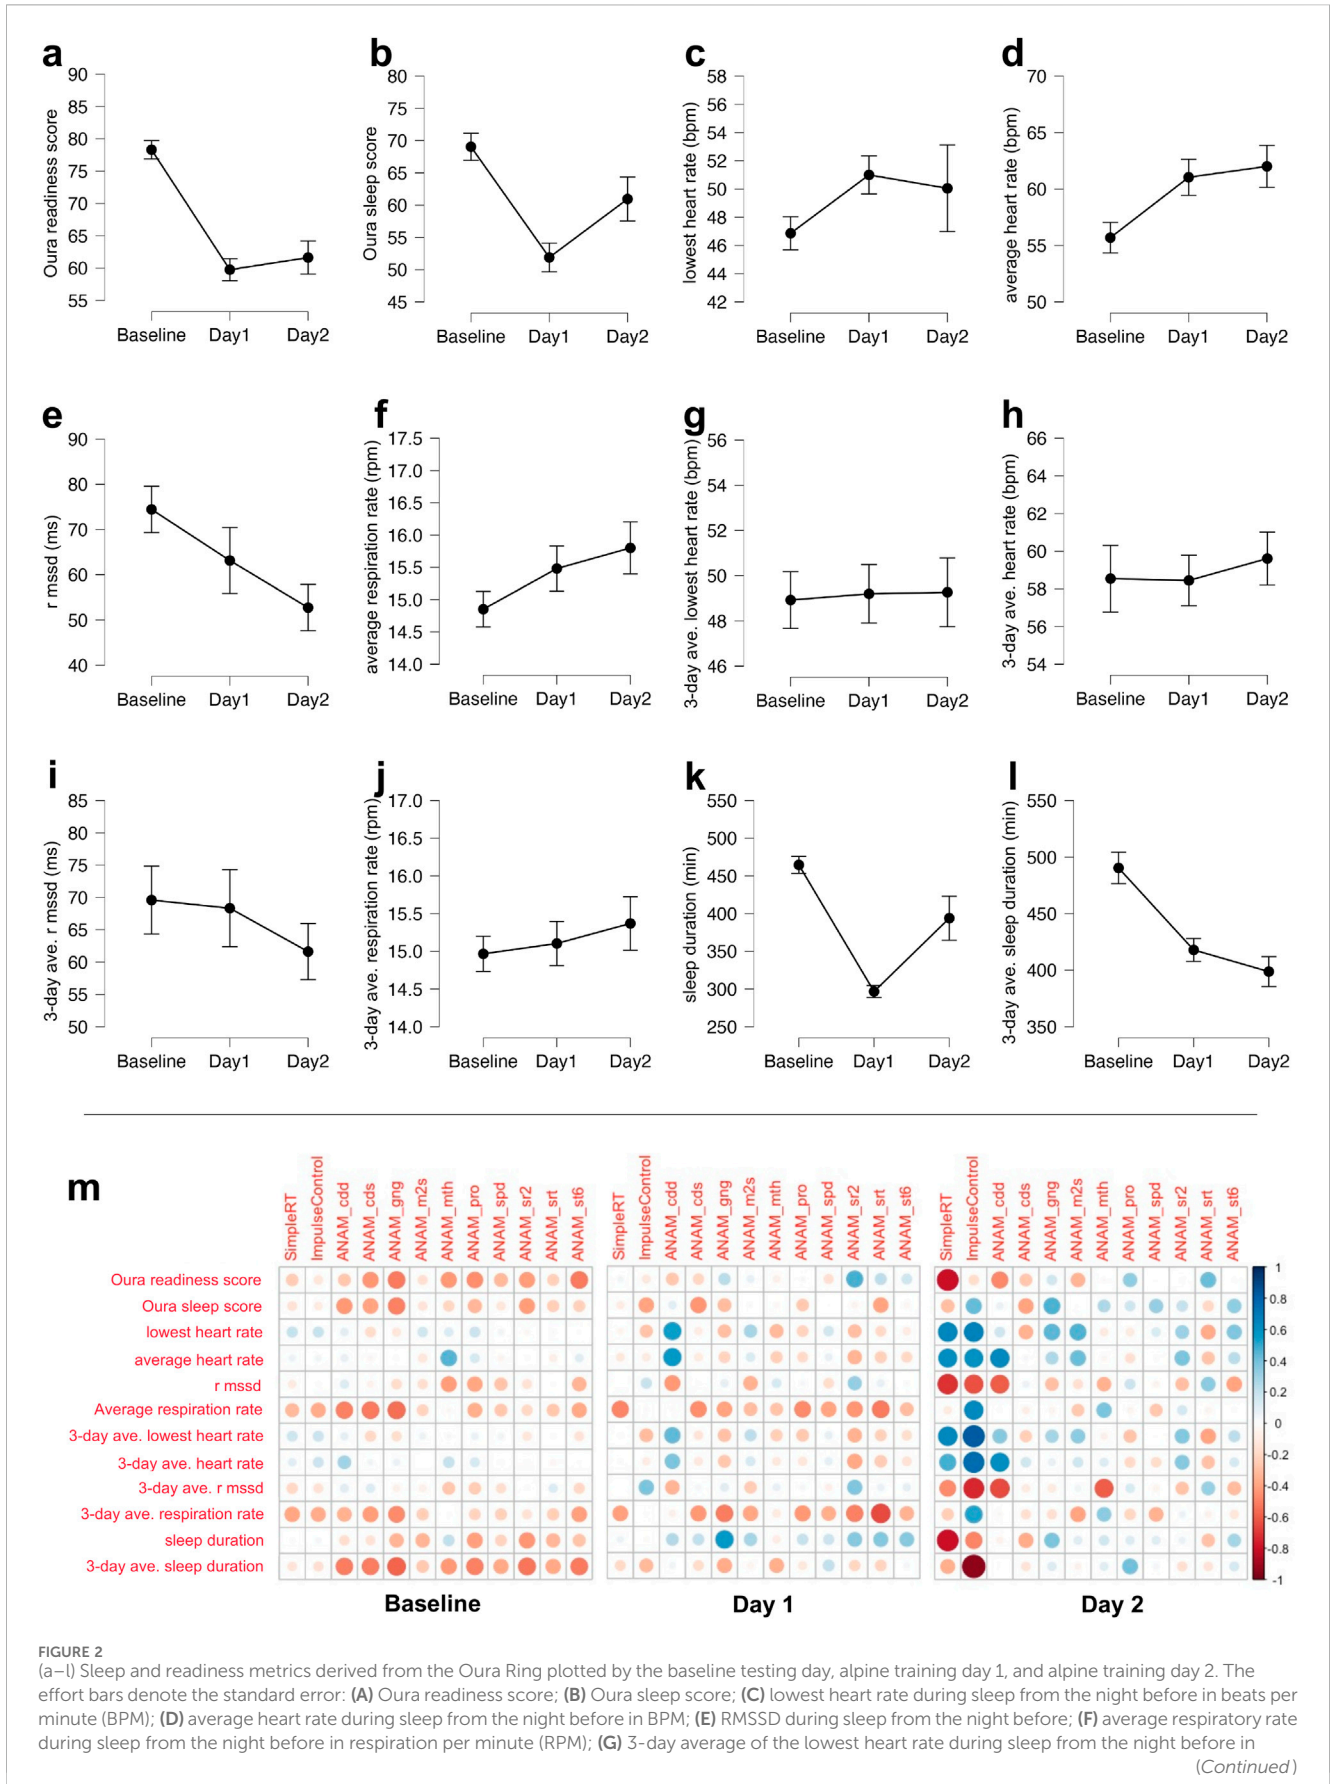 a
Oura readiness score
90
85
80
75
70
65
60
55
Baseline Day1 Day2
b
Oura sleep score
80
75
70
65
60
55
50
45
Baseline Day1 Day2
c
lowest heart rate (bpm)
58
56
54
52
50
48
46
44
42
Baseline Day1 Day2
d
average heart rate (bpm)
70
65
60
55
50
Baseline Day1 Day2
e
r mssd (ms)
90
80
70
60
50
40
Baseline Day1 Day2
f
average respiration rate (rpm)
17.5
17.0
16.5
16.0
15.5
15.0
14.5
14.0
Baseline Day1 Day2
g
3-day ave. lowest heart rate (bpm)
56
54
52
50
48
46
Baseline Day1 Day2
h
3-day ave. heart rate (bpm)
66
64
62
60
58
56
54
Baseline Day1 Day2
i
3-day ave. r mssd (ms)
85
80
75
70
65
60
55
50
Baseline Day1 Day2
j
3-day ave. respiration rate (rpm)
17.0
16.5
16.0
15.5
15.0
14.5
14.0
Baseline Day1 Day2
k
sleep duration (min)
550
500
450
400
350
300
250
Baseline Day1 Day2
l
3-day ave. sleep duration (min)
550
500
450
400
350
Baseline Day1 Day2
m
SimpleRT
ImpulseControl
ANAM_cdd
ANAM_cds
ANAM_gng
ANAM_m2s
ANAM_mth
ANAM_pro
ANAM_spd
ANAM_sr2
ANAM_srt
ANAM_st6
SimpleRT
ImpulseControl
ANAM_cdd
ANAM_cds
ANAM_gng
ANAM_m2s
ANAM_mth
ANAM_pro
ANAM_spd
ANAM_sr2
ANAM_srt
ANAM_st6
SimpleRT
ImpulseControl
ANAM_cdd
ANAM_cds
ANAM_gng
ANAM_m2s
ANAM_mth
ANAM_pro
ANAM_spd
ANAM_sr2
ANAM_srt
ANAM_st6
Oura readiness score
Oura sleep score
lowest heart rate
average heart rate
r mssd
Average respiration rate
3-day ave. lowest heart rate
3-day ave. heart rate
3-day ave. r mssd
3-day ave. respiration rate
sleep duration
3-day ave. sleep duration
1
0.8
0.6
0.4
0.2
0
-0.2
-0.4
-0.6
-0.8
-1
Baseline Day 1 Day 2
FIGURE 2
(a–l) Sleep and readiness metrics derived from the Oura Ring plotted by the baseline testing day, alpine training day 1, and alpine training day 2. The
effort bars denote the standard error: (A) Oura readiness score; (B) Oura sleep score; (C) lowest heart rate during sleep from the night before in beats per
minute (BPM); (D) average heart rate during sleep from the night before in BPM; (E) RMSSD during sleep from the night before; (F) average respiratory rate
during sleep from the night before in respiration per minute (RPM); (G) 3-day average of the lowest heart rate during sleep from the night before in
(Continued)